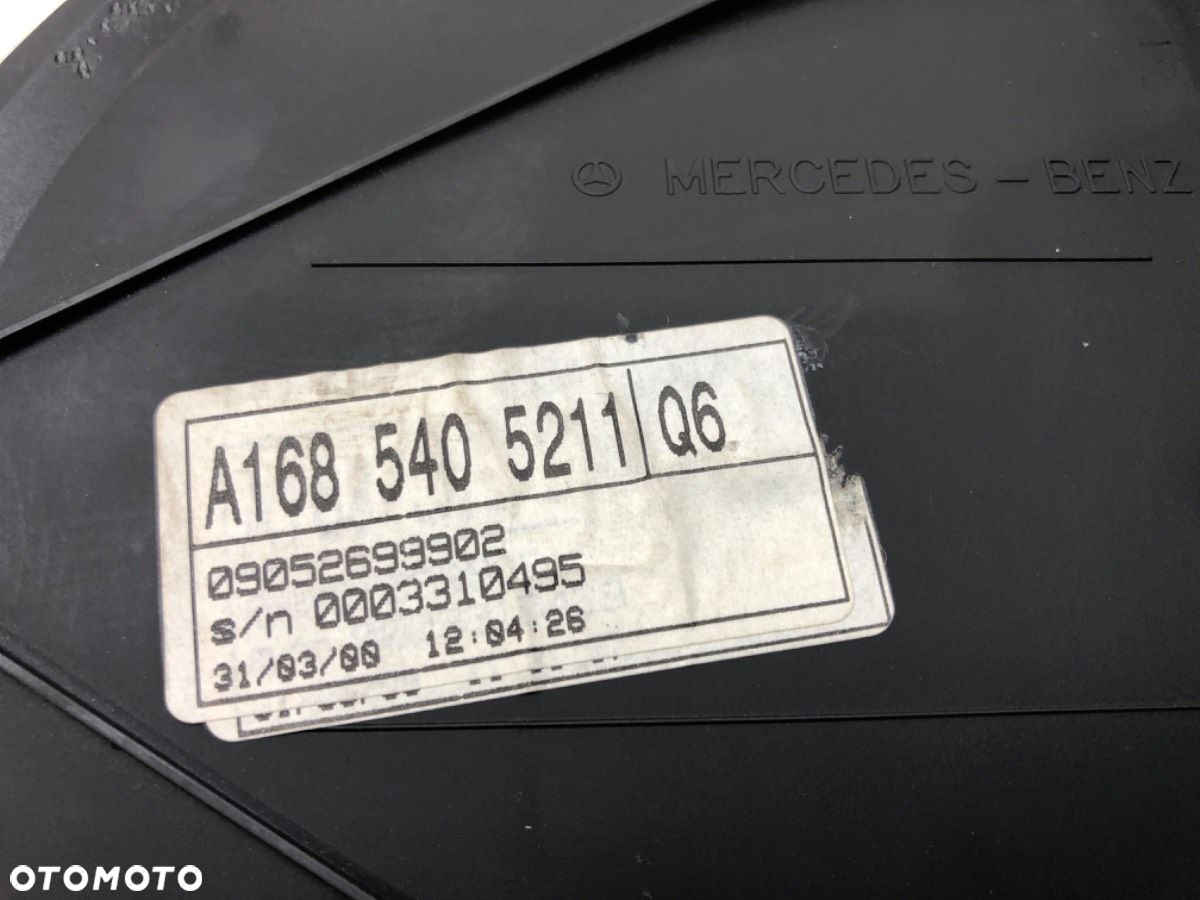 MERCEDES - BENZ
A168 540 5211 Q6
09052699902
s/n 0003310495
31/03/00 12:04:26
OTOMOTO